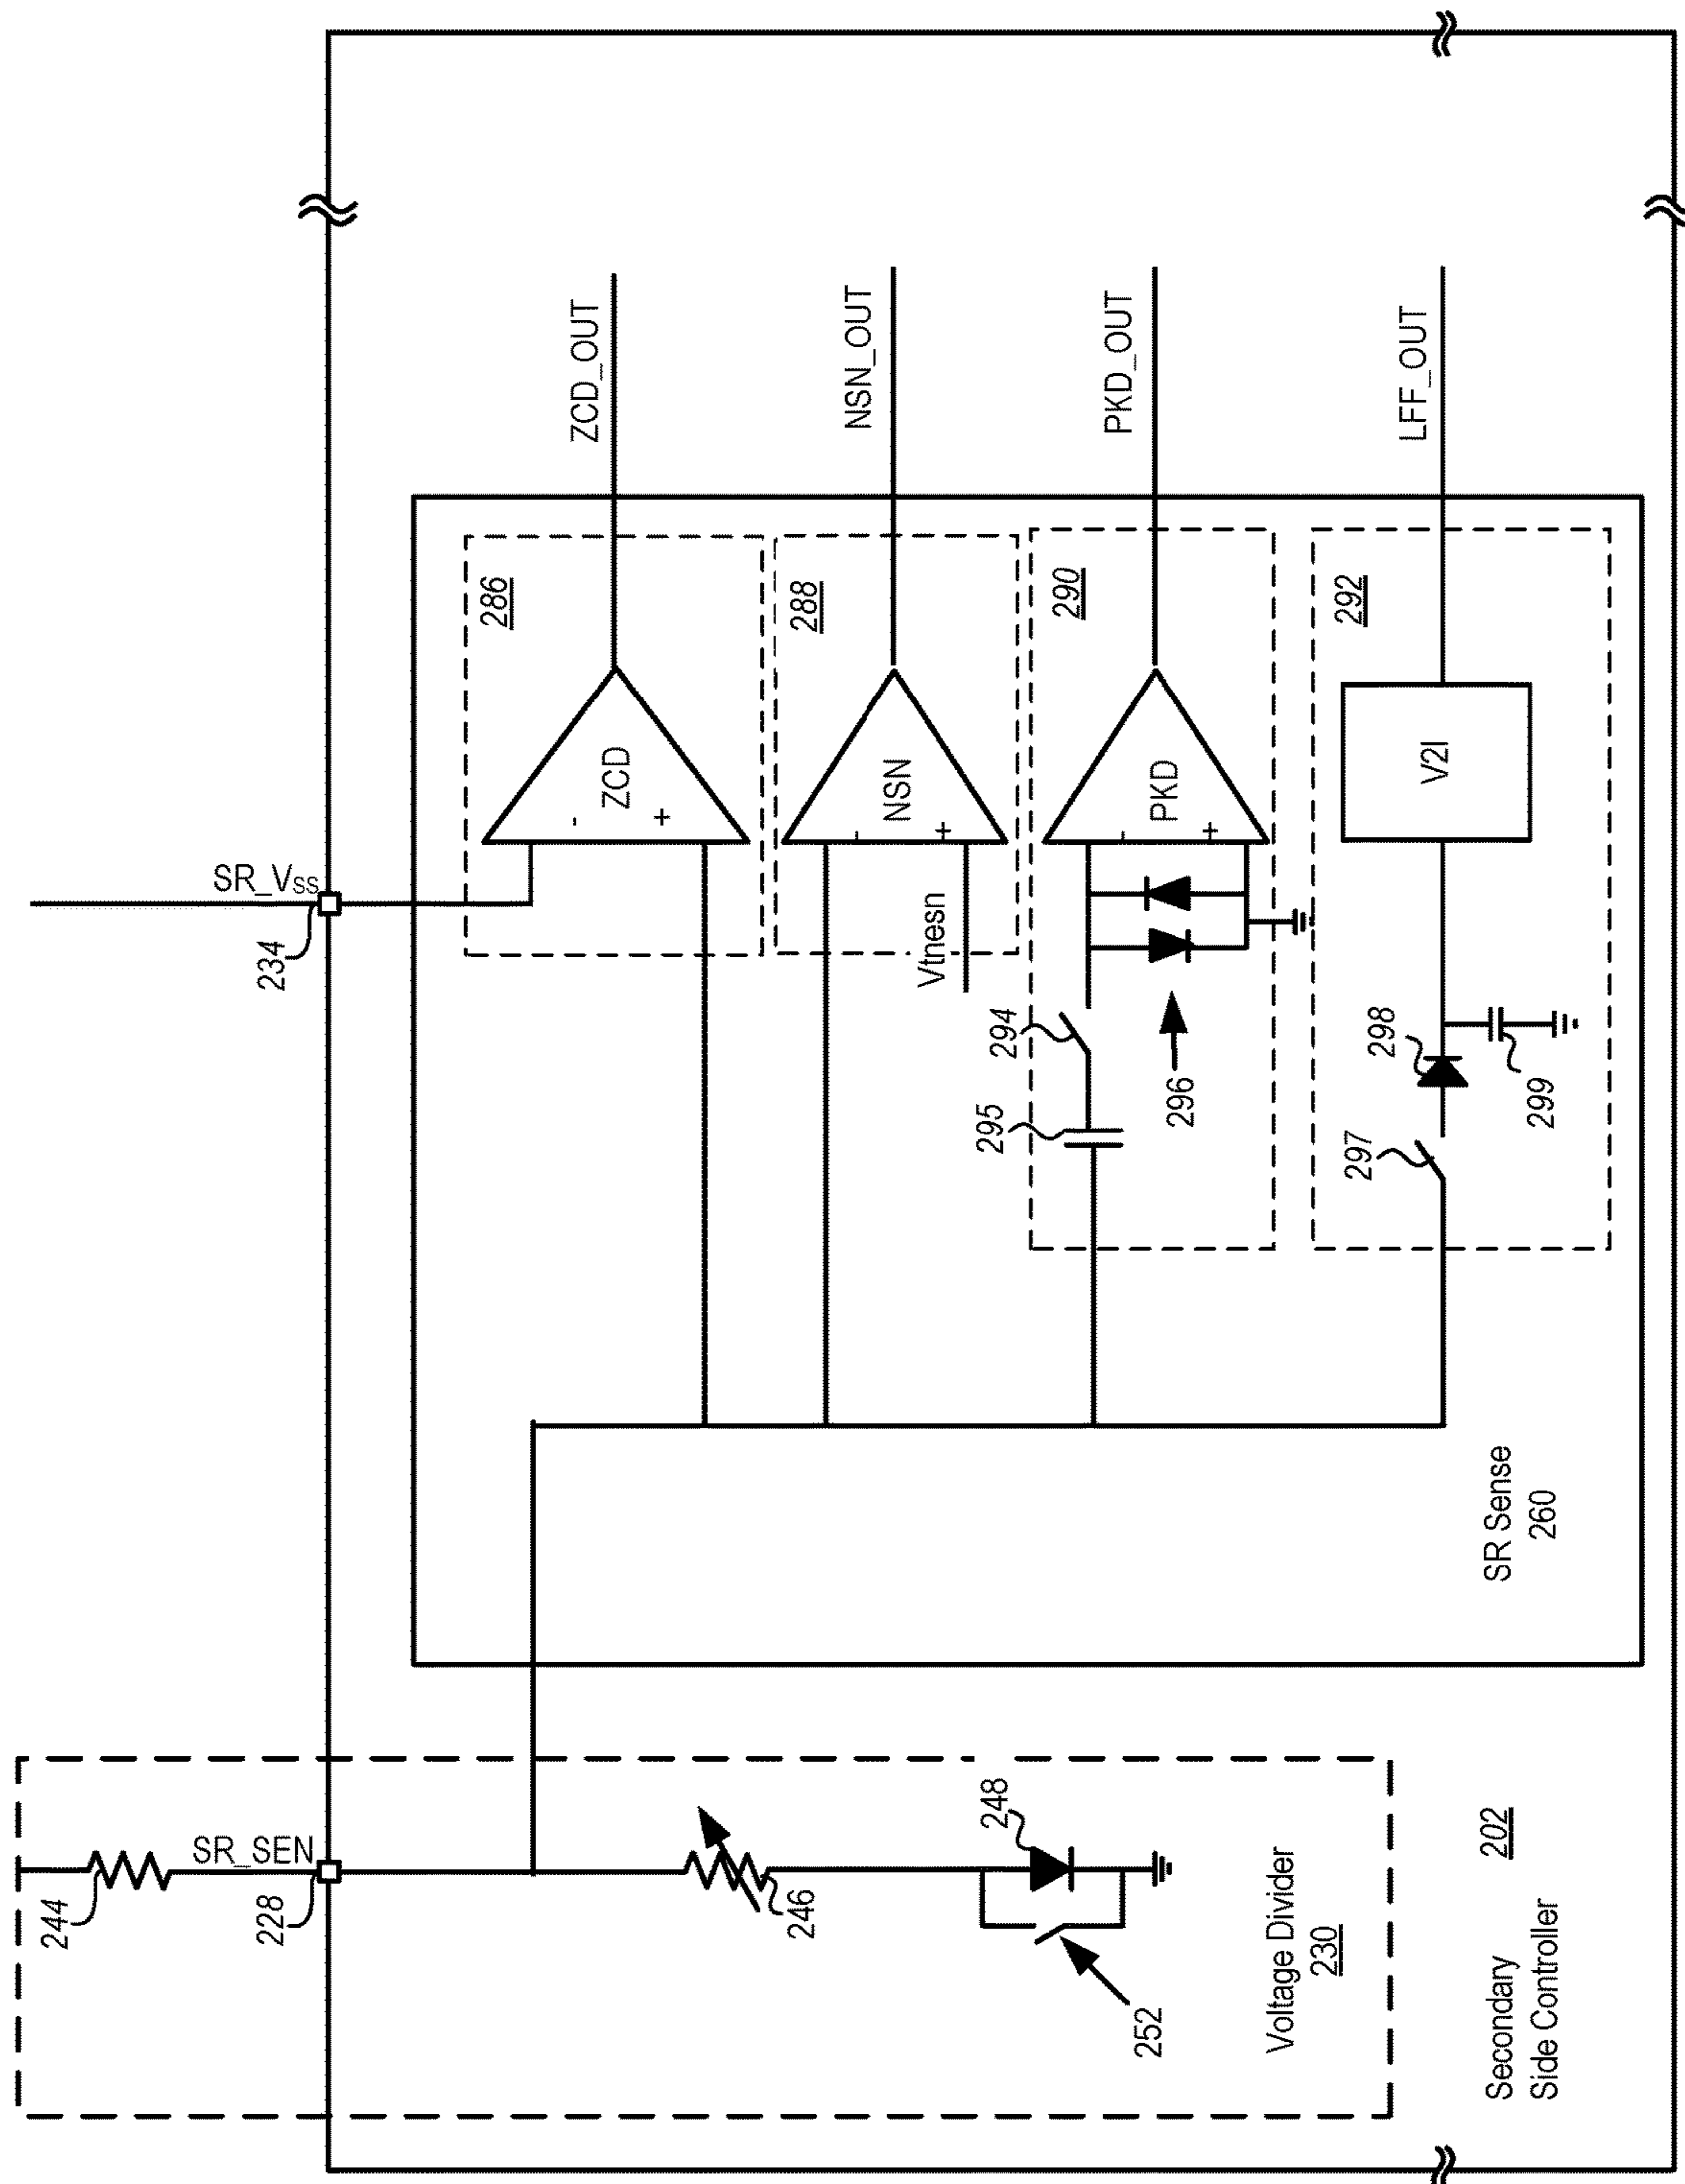 244
SR_SEN
228
246
248
252
Voltage Divider
230
Secondary
Side Controller
202
SR_VSS
234
SR Sense
260
ZCD
-
+
286
ZCD_OUT
NSN
-
+
288
Vtnesn
NSN_OUT
295
294
296
PKD
-
+
290
PKD_OUT
297
298
299
V2I
292
LFF_OUT